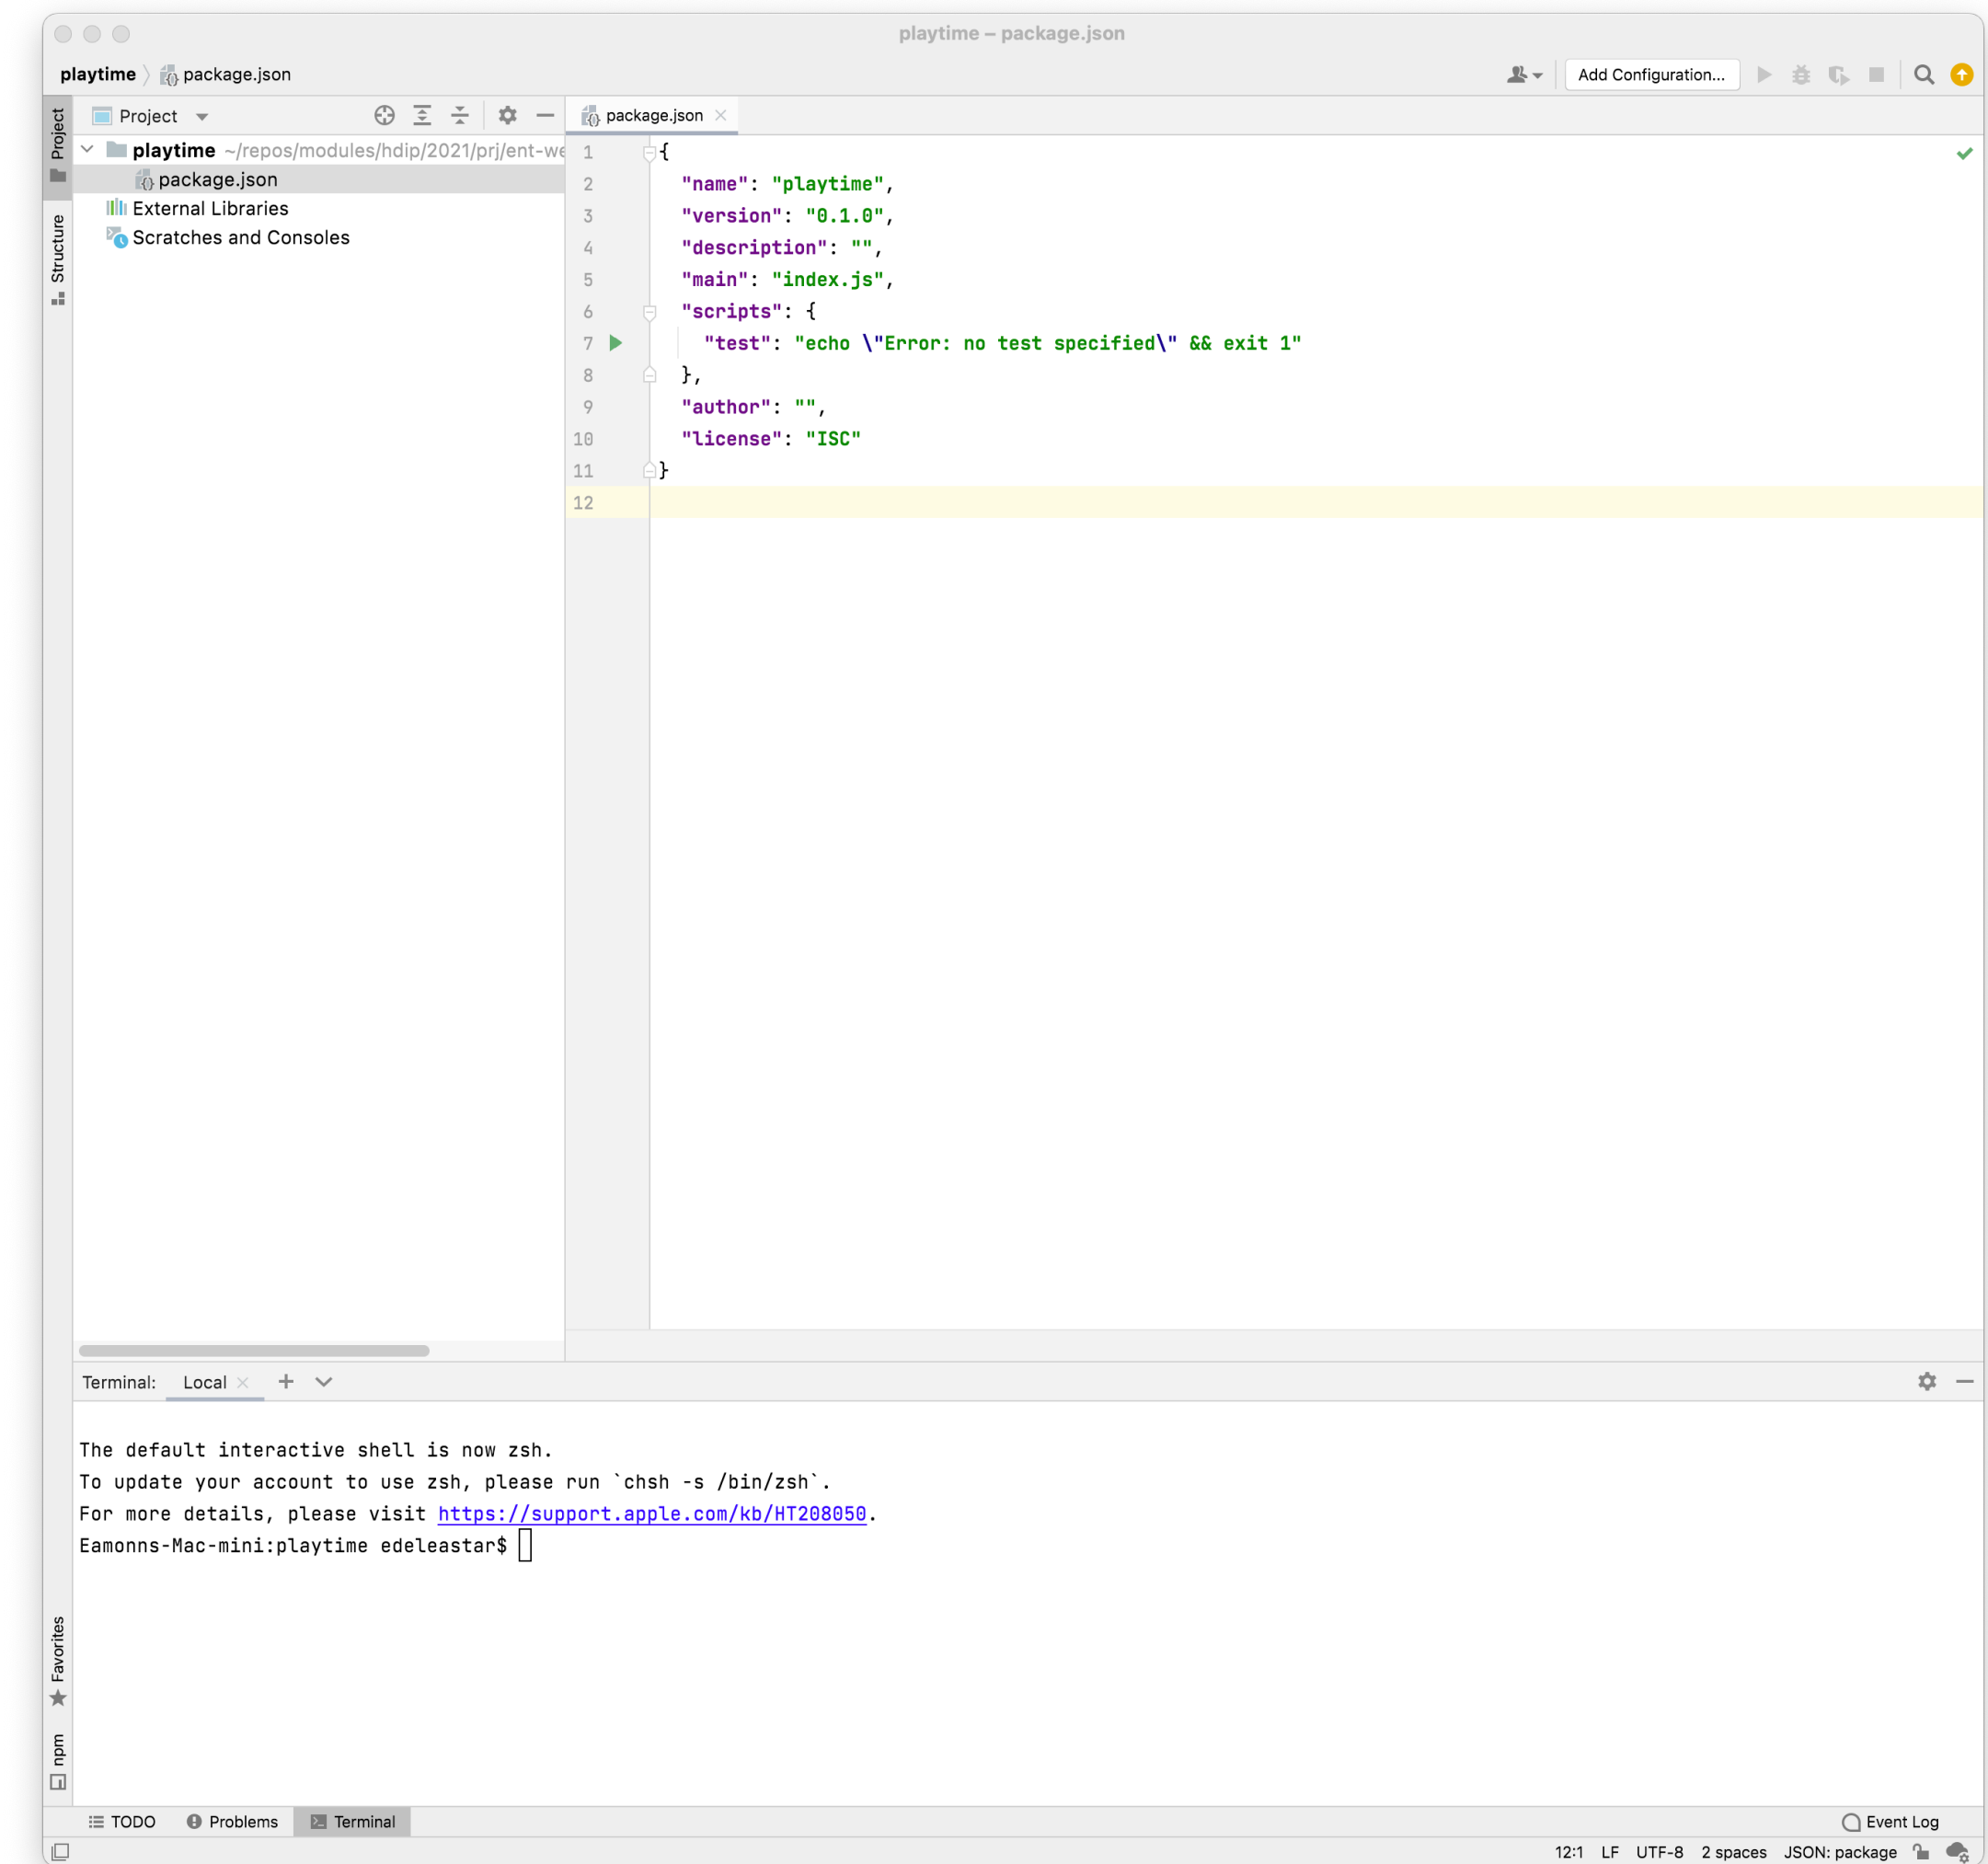 playtime – package.json
playtime package.json
Add Configuration...
Project
Structure
Favorites
npm
Project
playtime ~/repos/modules/hdip/2021/prj/ent-we
package.json
External Libraries
Scratches and Consoles
package.json
1 {
2 "name": "playtime",
3 "version": "0.1.0",
4 "description": "",
5 "main": "index.js",
6 "scripts": {
7 "test": "echo \"Error: no test specified\" && exit 1"
8 },
9 "author": "",
10 "license": "ISC"
11 }
12
Terminal: Local
The default interactive shell is now zsh.
To update your account to use zsh, please run `chsh -s /bin/zsh`.
For more details, please visit https://support.apple.com/kb/HT208050.
Eamonns-Mac-mini:playtime edeleastar$
TODO Problems Terminal Event Log
12:1 LF UTF-8 2 spaces JSON: package